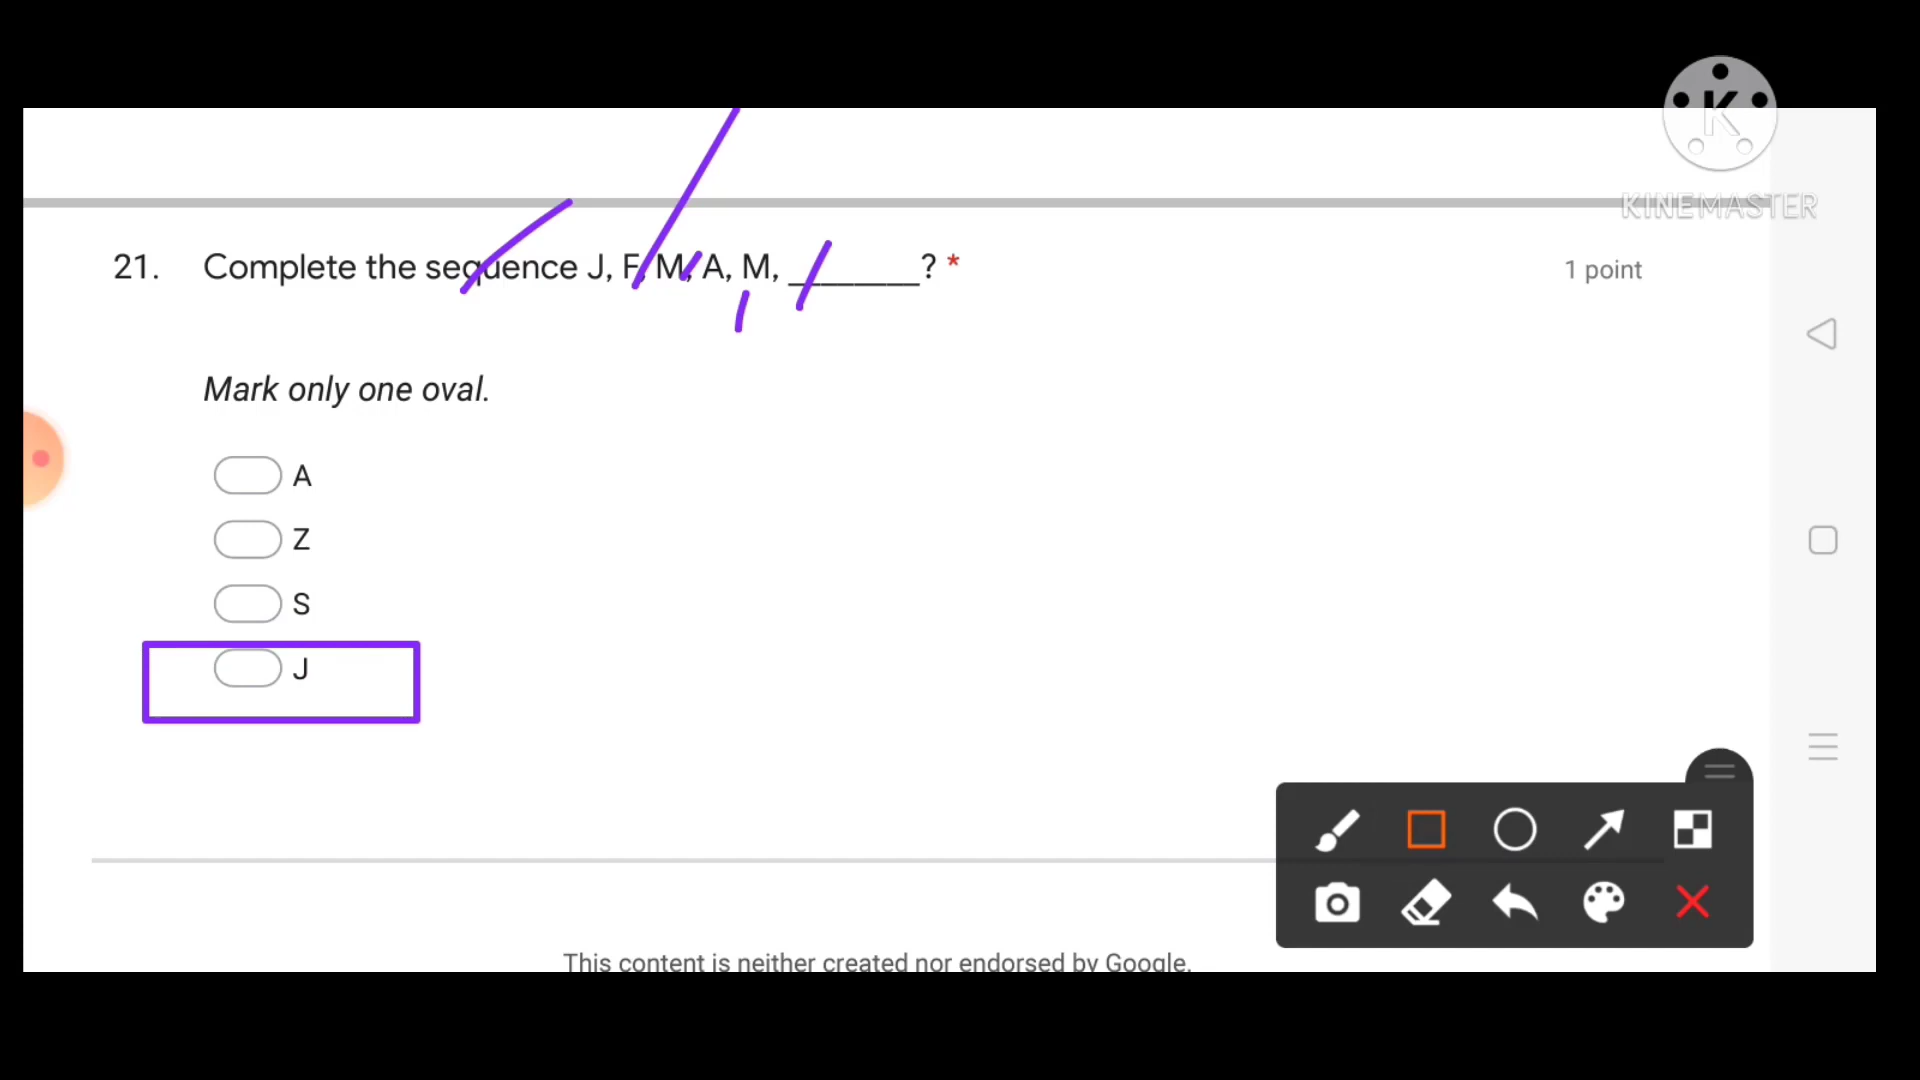 K
KINEMASTER
21. Complete the sequence J, F, M, A, M, ________? * 1 point
Mark only one oval.
A
Z
S
J
This content is neither created nor endorsed by Google.